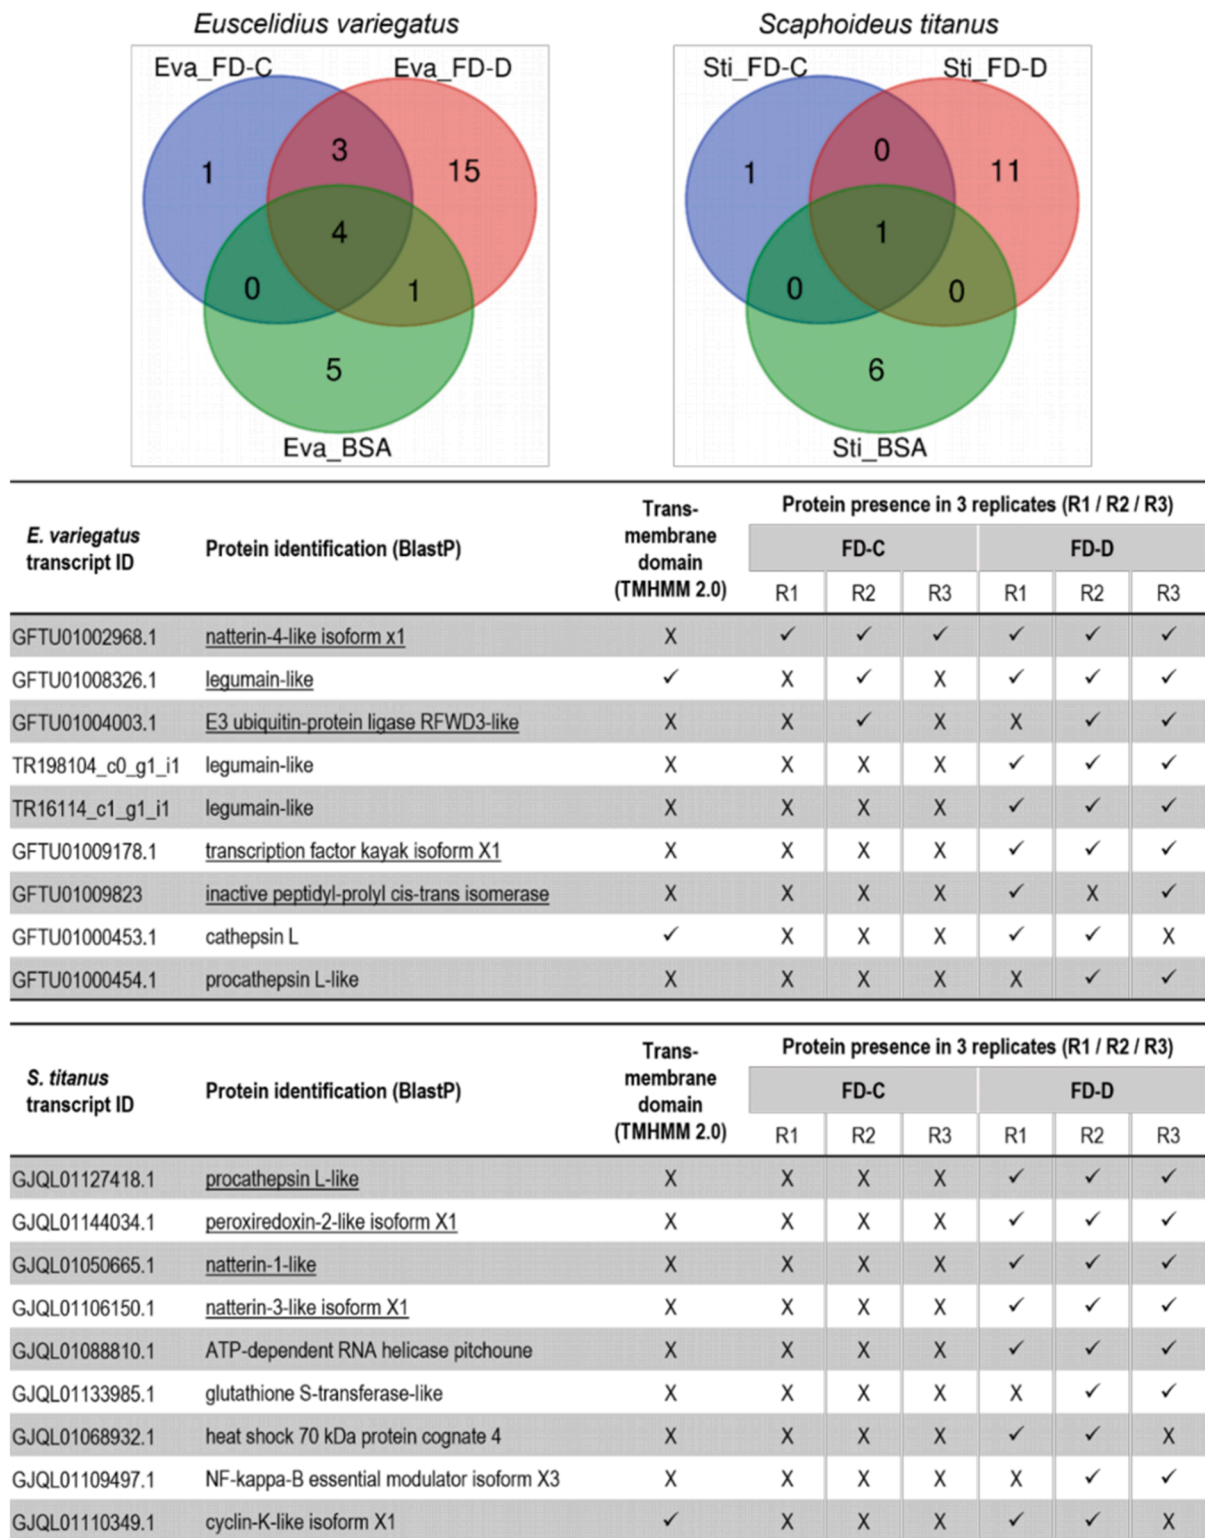 Euscelidius variegatus Scaphoideus titanus
Eva_FD-C Eva_FD-D Sti_FD-C Sti_FD-D
3 0
1 15 1 11
4 1
0 1 0 0
5 6
Eva_BSA Sti_BSA
E. variegatus transcript ID Protein identification (BlastP) Trans-membrane domain (TMHMM 2.0) Protein presence in 3 replicates (R1 / R2 / R3)
FD-C FD-D
R1 R2 R3 R1 R2 R3
GFTU01002968.1 natterin-4-like isoform x1 X ✓ ✓ ✓ ✓ ✓ ✓
GFTU01008326.1 legumain-like ✓ X ✓ X ✓ ✓ ✓
GFTU01004003.1 E3 ubiquitin-protein ligase RFWD3-like X X ✓ X X ✓ ✓
TR198104_c0_g1_i1 legumain-like X X X X ✓ ✓ ✓
TR16114_c1_g1_i1 legumain-like X X X X ✓ ✓ ✓
GFTU01009178.1 transcription factor kayak isoform X1 X X X X ✓ ✓ ✓
GFTU01009823 inactive peptidyl-prolyl cis-trans isomerase X X X X ✓ X ✓
GFTU01000453.1 cathepsin L ✓ X X X ✓ ✓ X
GFTU01000454.1 procathepsin L-like X X X X X ✓ ✓
S. titanus transcript ID Protein identification (BlastP) Trans-membrane domain (TMHMM 2.0) Protein presence in 3 replicates (R1 / R2 / R3)
FD-C FD-D
R1 R2 R3 R1 R2 R3
GJQL01127418.1 procathepsin L-like X X X X ✓ ✓ ✓
GJQL01144034.1 peroxiredoxin-2-like isoform X1 X X X X ✓ ✓ ✓
GJQL01050665.1 natterin-1-like X X X X ✓ ✓ ✓
GJQL01106150.1 natterin-3-like isoform X1 X X X X ✓ ✓ ✓
GJQL01088810.1 ATP-dependent RNA helicase pitchoune X X X X ✓ ✓ ✓
GJQL01133985.1 glutathione S-transferase-like X X X X X ✓ ✓
GJQL01068932.1 heat shock 70 kDa protein cognate 4 X X X X ✓ ✓ X
GJQL01109497.1 NF-kappa-B essential modulator isoform X3 X X X X X ✓ ✓
GJQL01110349.1 cyclin-K-like isoform X1 ✓ X X X ✓ ✓ X